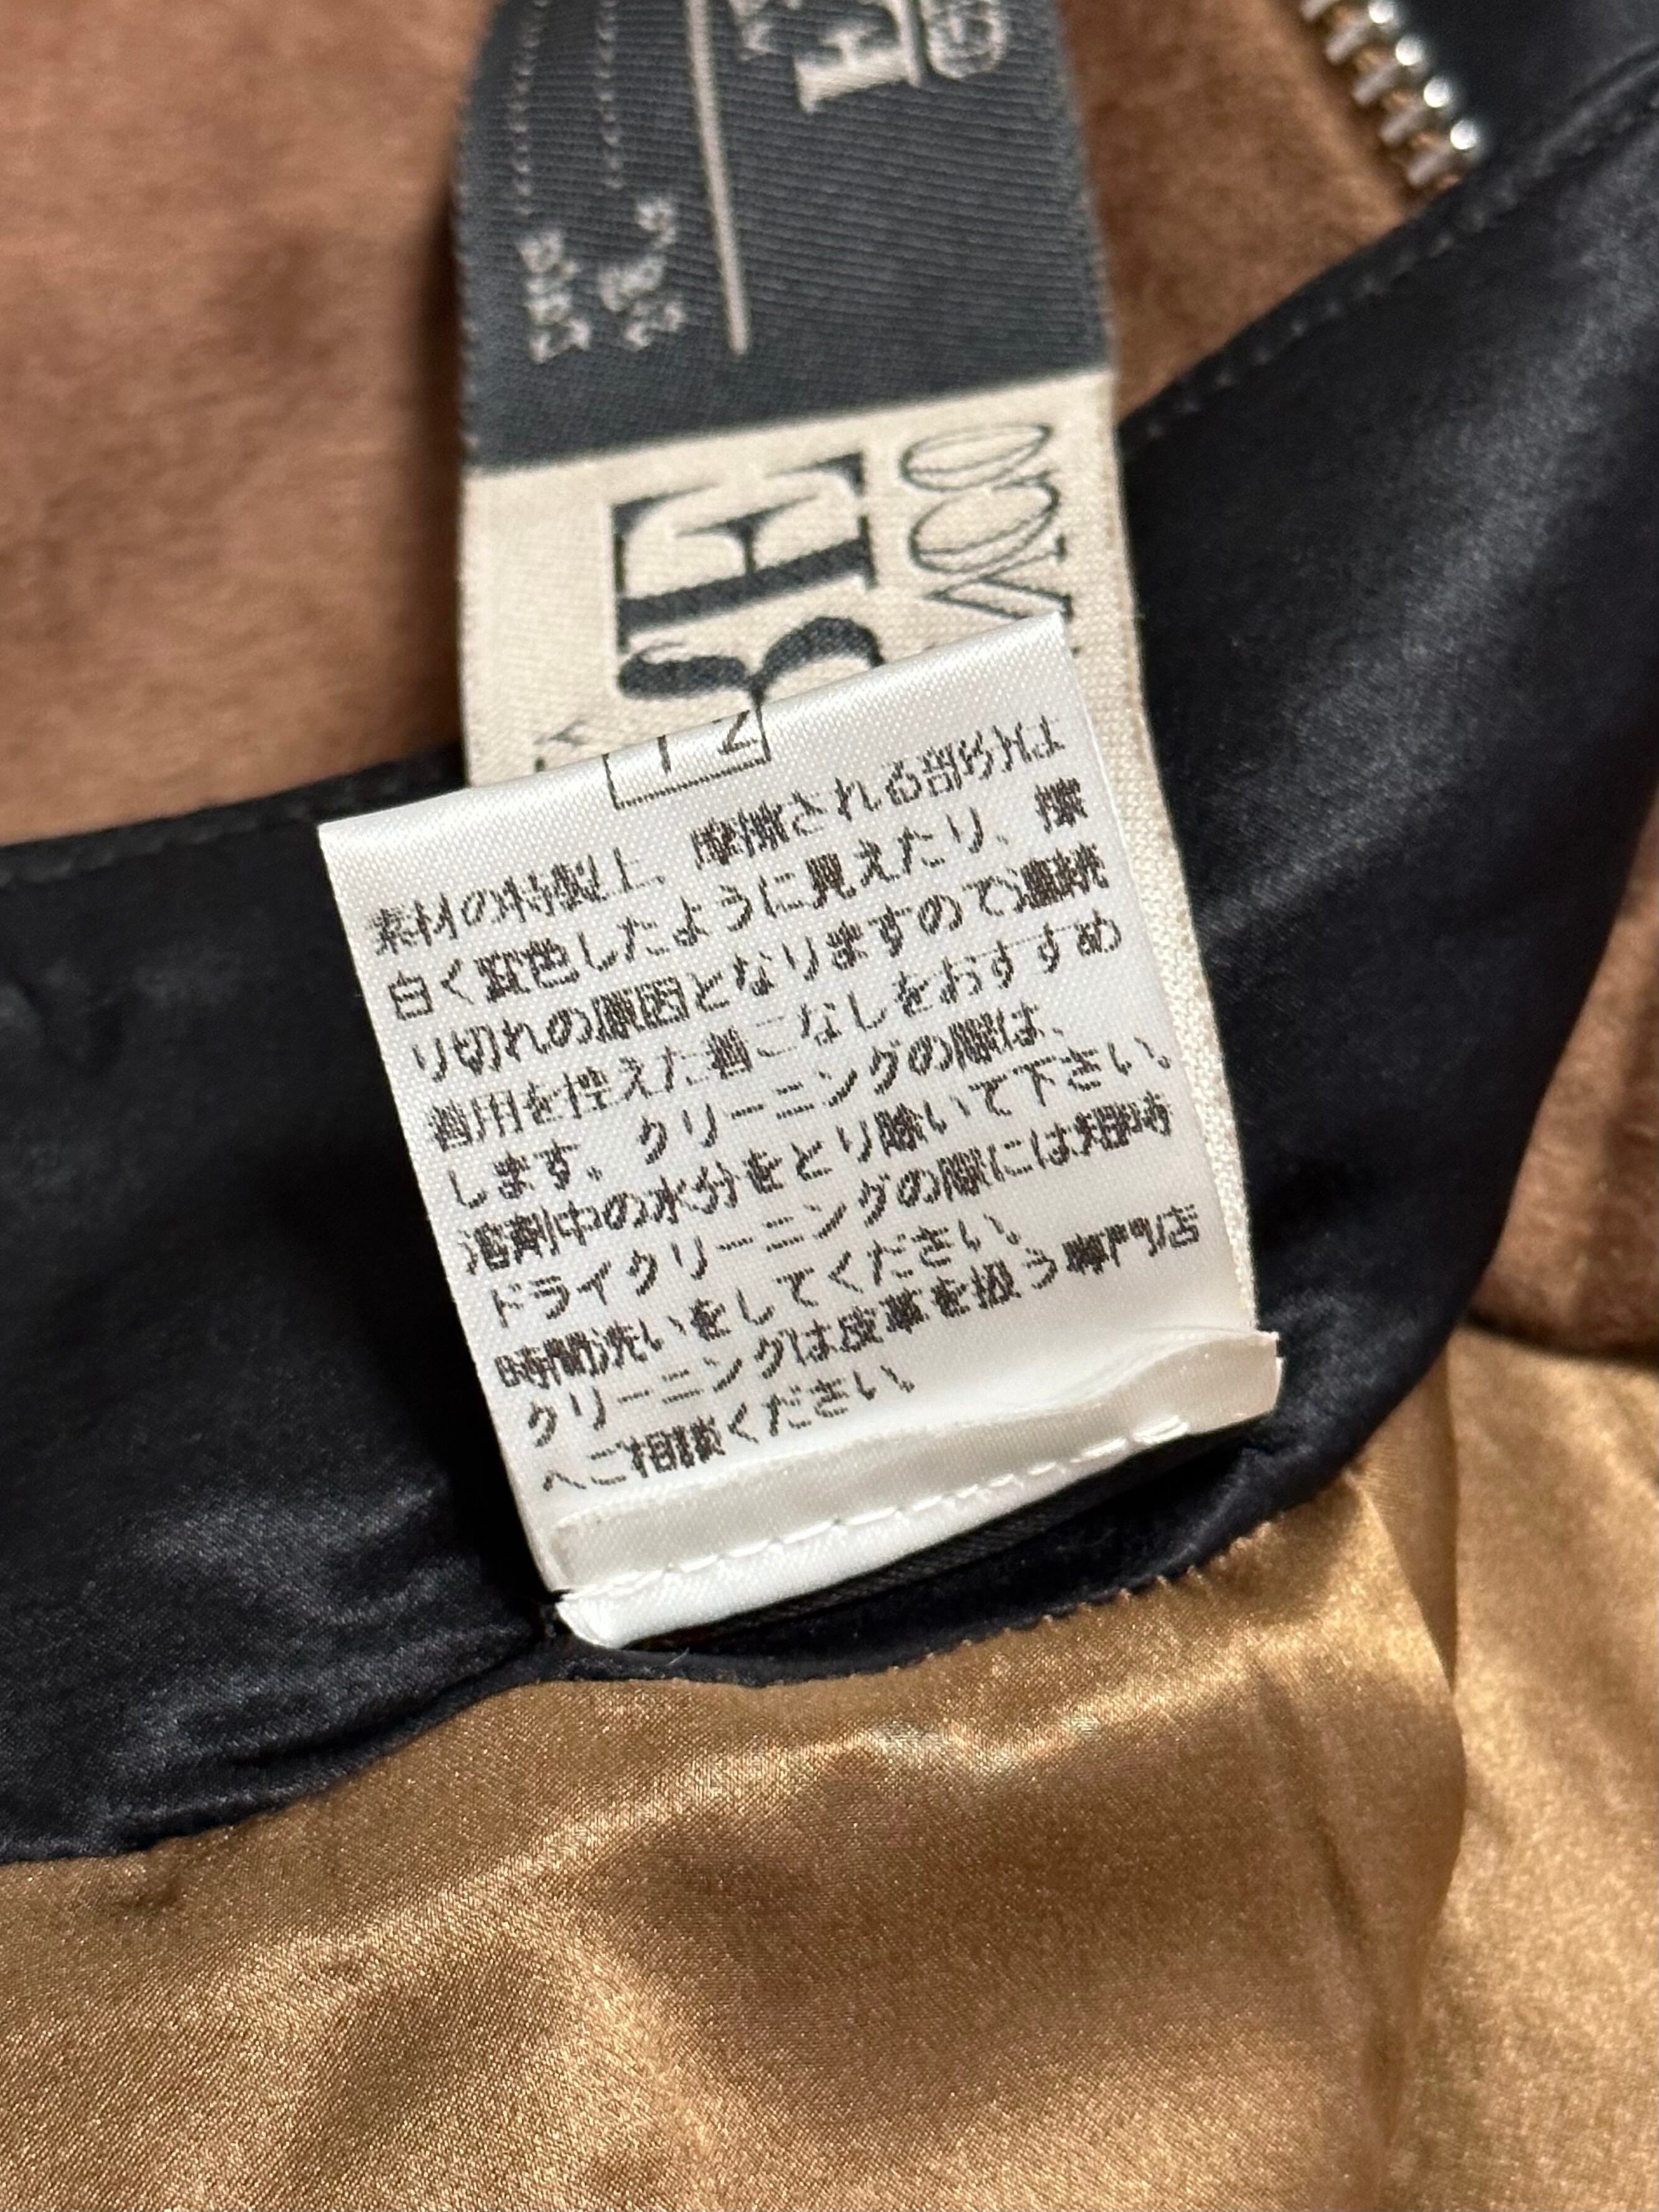 SE
素材の特製上、摩擦される部分は
白く変色したように見えたり、擦
り切れの原因となりますので連続
着用を控えた着こなしをおすすめ
します。クリーニングの際は、
溶剤中の水分をとり除いて下さい。
ドライクリーニングの際には短時
時間洗いをしてください。
クリーニングは皮革を扱う専門店
へご相談ください。